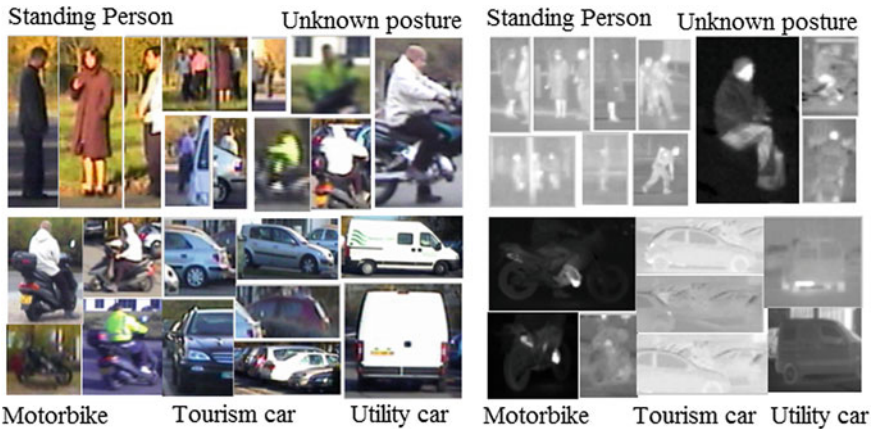 Standing Person
Unknown posture
Standing Person
Unknown posture
Motorbike
Tourism car
Utility car
Motorbike
Tourism car
Utility car